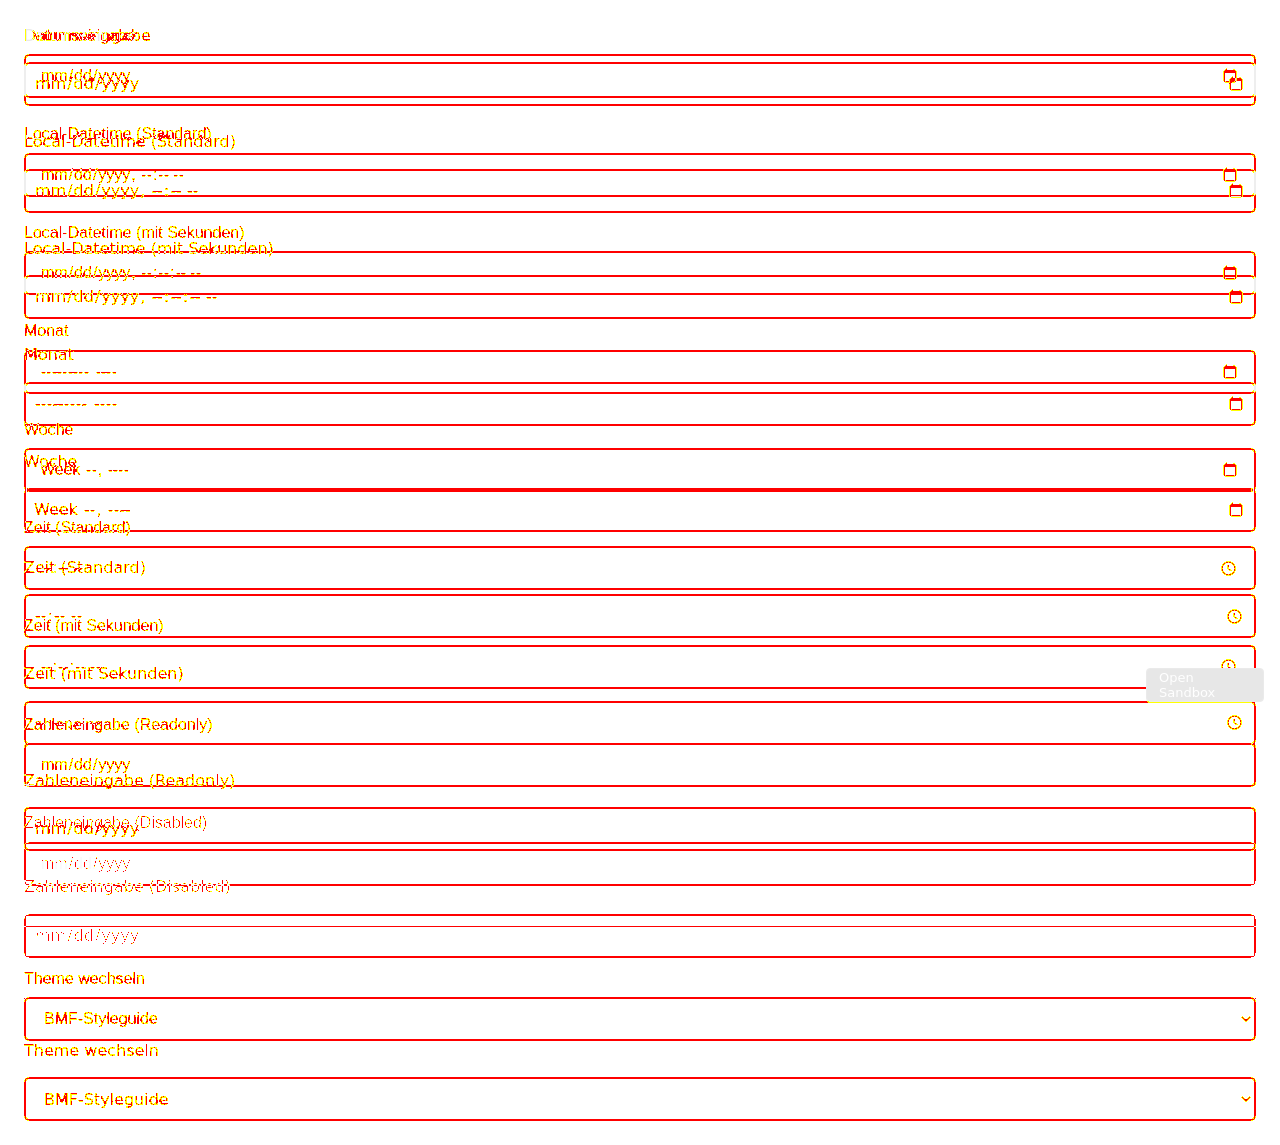 mm/dd/yyyy
mm/dd/yyyy
Local-Datetime (Standard)
Local-Datetime (Standard)
mm/dd/yyyy, --:-- --
mm/dd/yyyy, --:-- --
Local-Datetime (mit Sekunden)
Local-Datetime (mit Sekunden)
mm/dd/yyyy, --:--:-- --
mm/dd/yyyy, --:--:-- --
Monat
Monat
--------- ----
--------- ----
Woche
Woche
Week --, ----
Week --, ----
Zeit (Standard)
Zeit (Standard)
--:-- --
Zeit (mit Sekunden)
Zeit (mit Sekunden)
Open
Sandbox
Zahleneingabe (Readonly)
mm/dd/yyyy
Zahleneingabe (Readonly)
Zahleneingabe (Disabled)
mm/dd/yyyy
mm/dd/yyyy
Zahleneingabe (Disabled)
mm/dd/yyyy
Theme wechseln
BMF-Styleguide
Theme wechseln
BMF-Styleguide